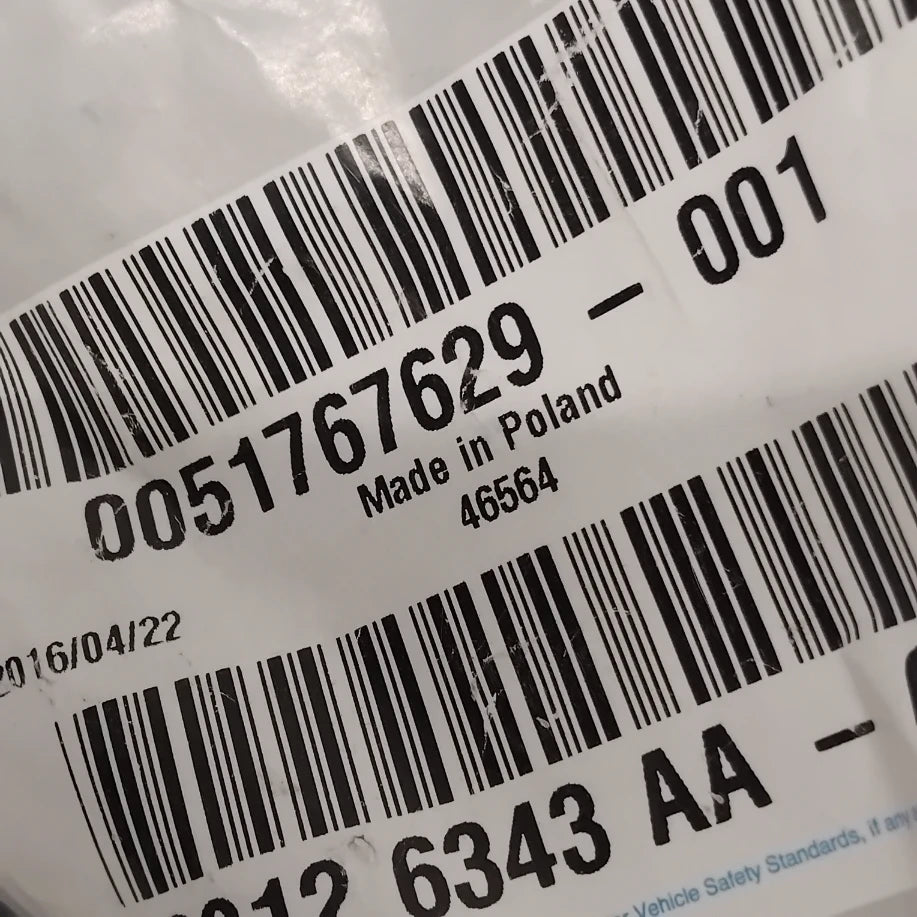 0051767629 - 001
Made in Poland
46564
2016/04/22
6343 AA -
Vehicle Safety Standards, if any